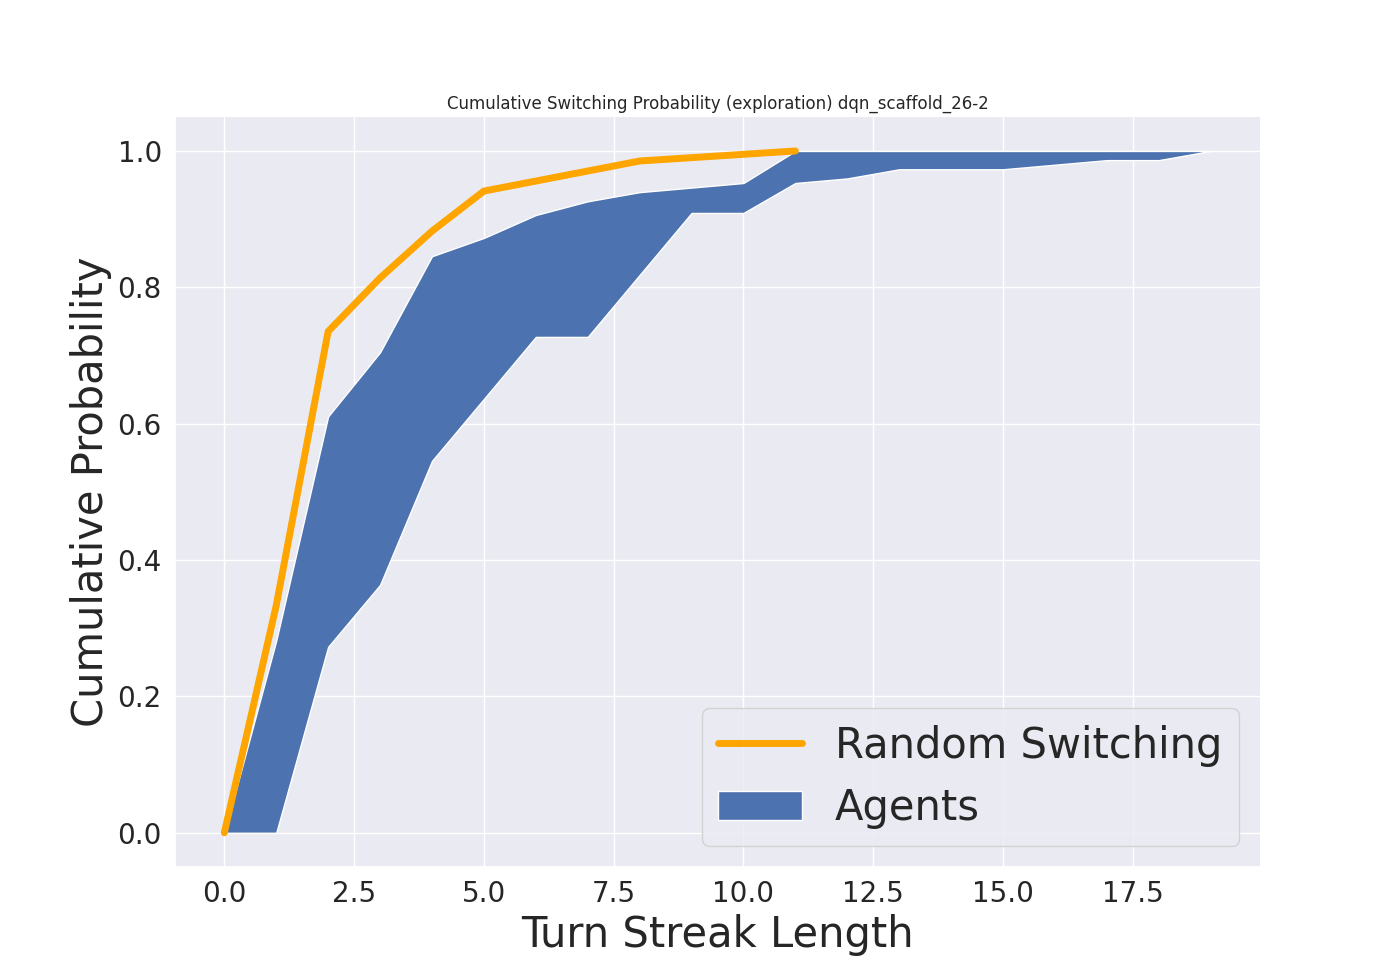 Cumulative Switching Probability (exploration) dqn_scaffold_26-2
Cumulative Probability
1.0
0.8
0.6
0.4
0.2
0.0
Random Switching
Agents
0.0 2.5 5.0 7.5 10.0 12.5 15.0 17.5
Turn Streak Length